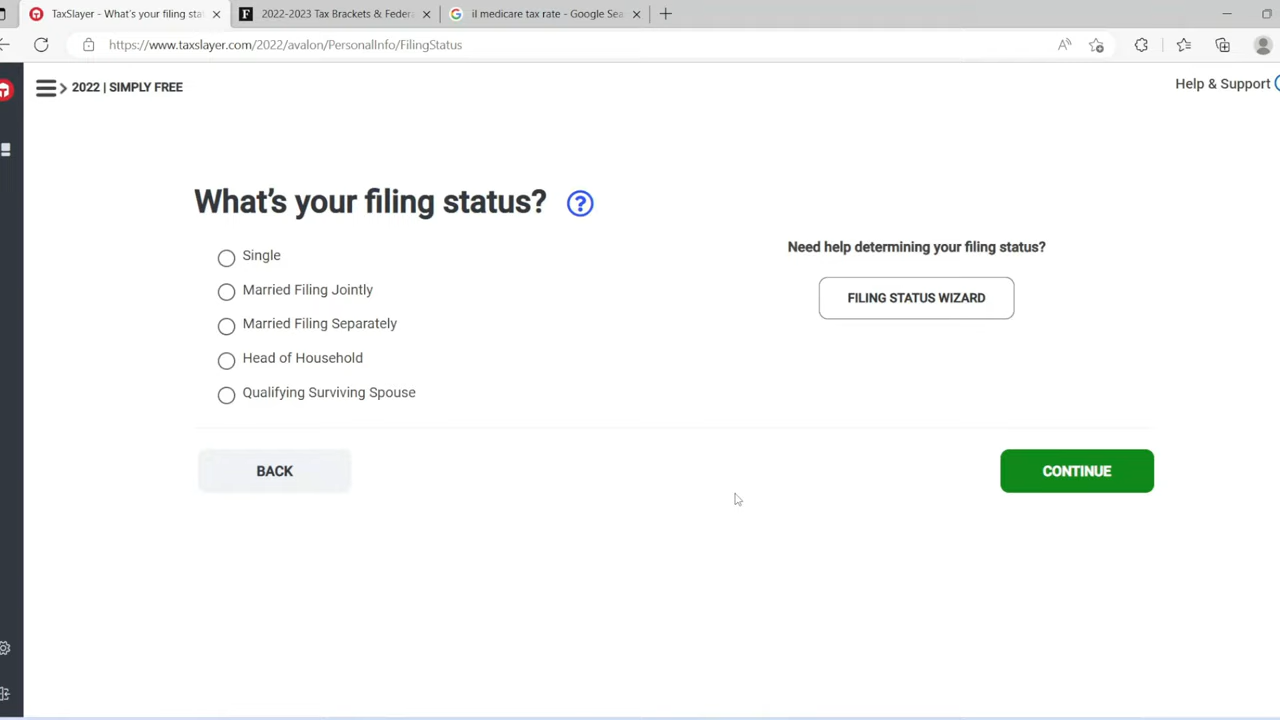 TaxSlayer - What's your filing sta
2022-2023 Tax Brackets & Federa
il medicare tax rate - Google Sea
https://www.taxslayer.com/2022/avalon/PersonalInfo/FilingStatus
2022 | SIMPLY FREE
Help & Support
What's your filing status?
Single
Married Filing Jointly
Married Filing Separately
Head of Household
Qualifying Surviving Spouse
Need help determining your filing status?
FILING STATUS WIZARD
BACK
CONTINUE